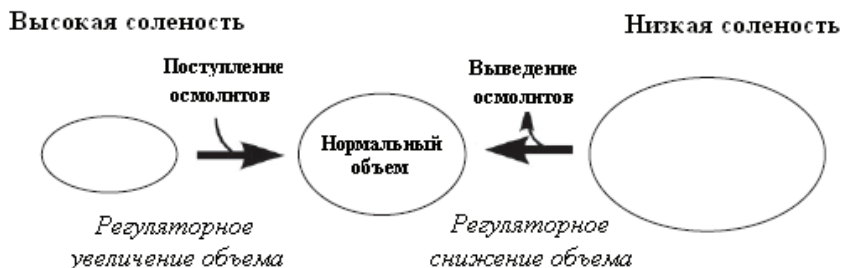 Высокая соленость
Низкая соленость
Поступление
осмолитов
Выведение
осмолитов
Нормальный
объем
Регуляторное
увеличение объема
Регуляторное
снижение объема